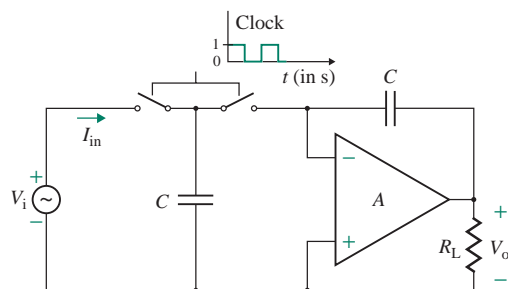 Clock
1
0
t (in s)
C
I_in
V_i
+
~
−
C
−
A
+
R_L
+
V_o
−